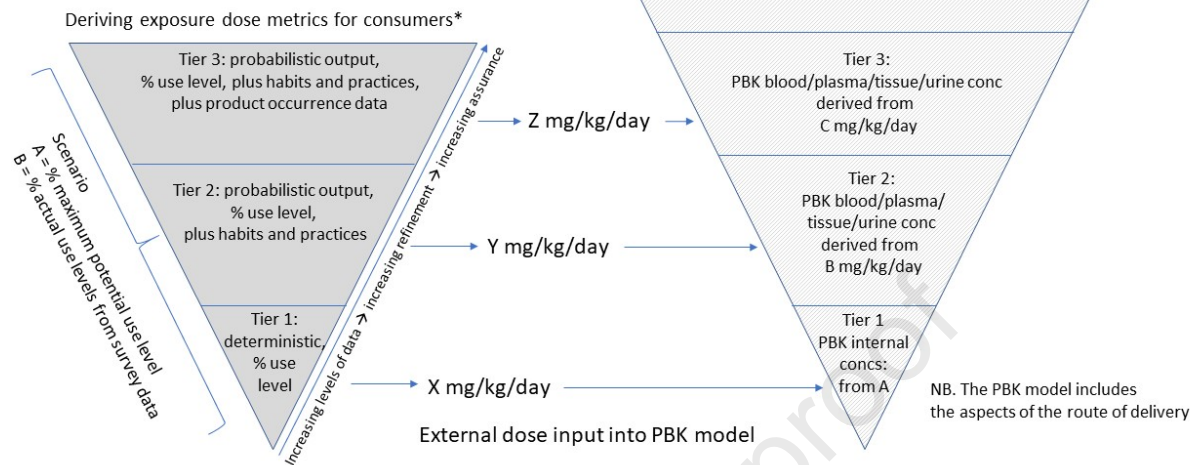 Deriving exposure dose metrics for consumers*
Tier 3: probabilistic output,
% use level, plus habits and practices,
plus product occurrence data
Tier 2: probabilistic output,
% use level,
plus habits and practices
Tier 1:
deterministic,
% use
level
Scenario
A = % maximum potential use level
B = % actual use levels from survey data
Increasing levels of data → increasing refinement → increasing assurance
Z mg/kg/day
Y mg/kg/day
X mg/kg/day
External dose input into PBK model
Tier 3:
PBK blood/plasma/tissue/urine conc
derived from
C mg/kg/day
Tier 2:
PBK blood/plasma/
tissue/urine conc
derived from
B mg/kg/day
Tier 1
PBK internal
concs:
from A
NB. The PBK model includes
the aspects of the route of delivery
proof